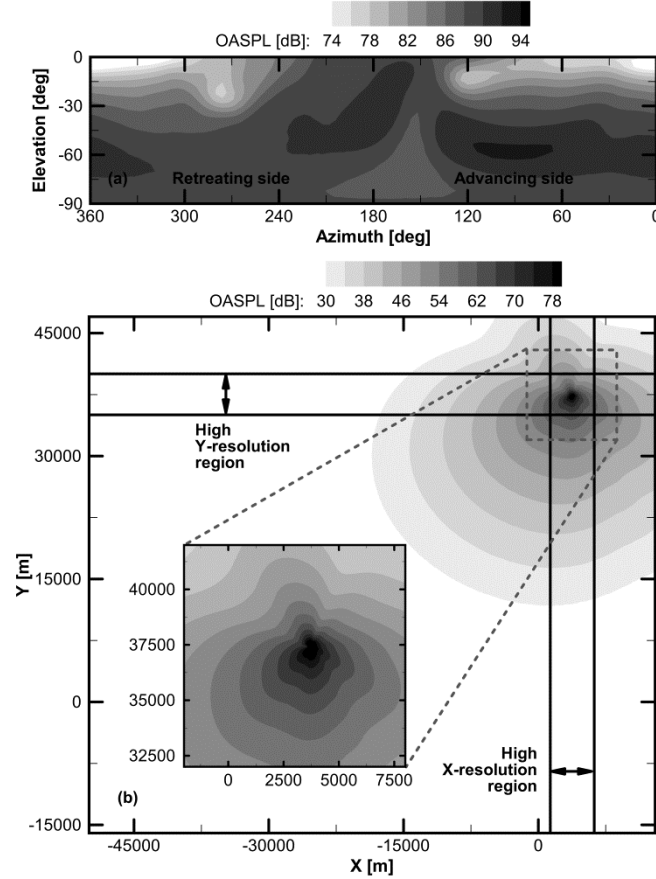 OASPL [dB]: 74 78 82 86 90 94
0
-30
-60
-90
Elevation [deg]
(a) Retreating side Advancing side
360 300 240 180 120 60 0
Azimuth [deg]
OASPL [dB]: 30 38 46 54 62 70 78
45000
30000
15000
0
-15000
Y [m]
High
Y-resolution
region
40000
37500
35000
32500
0 2500 5000 7500
High
X-resolution
region
(b)
-45000 -30000 -15000 0
X [m]